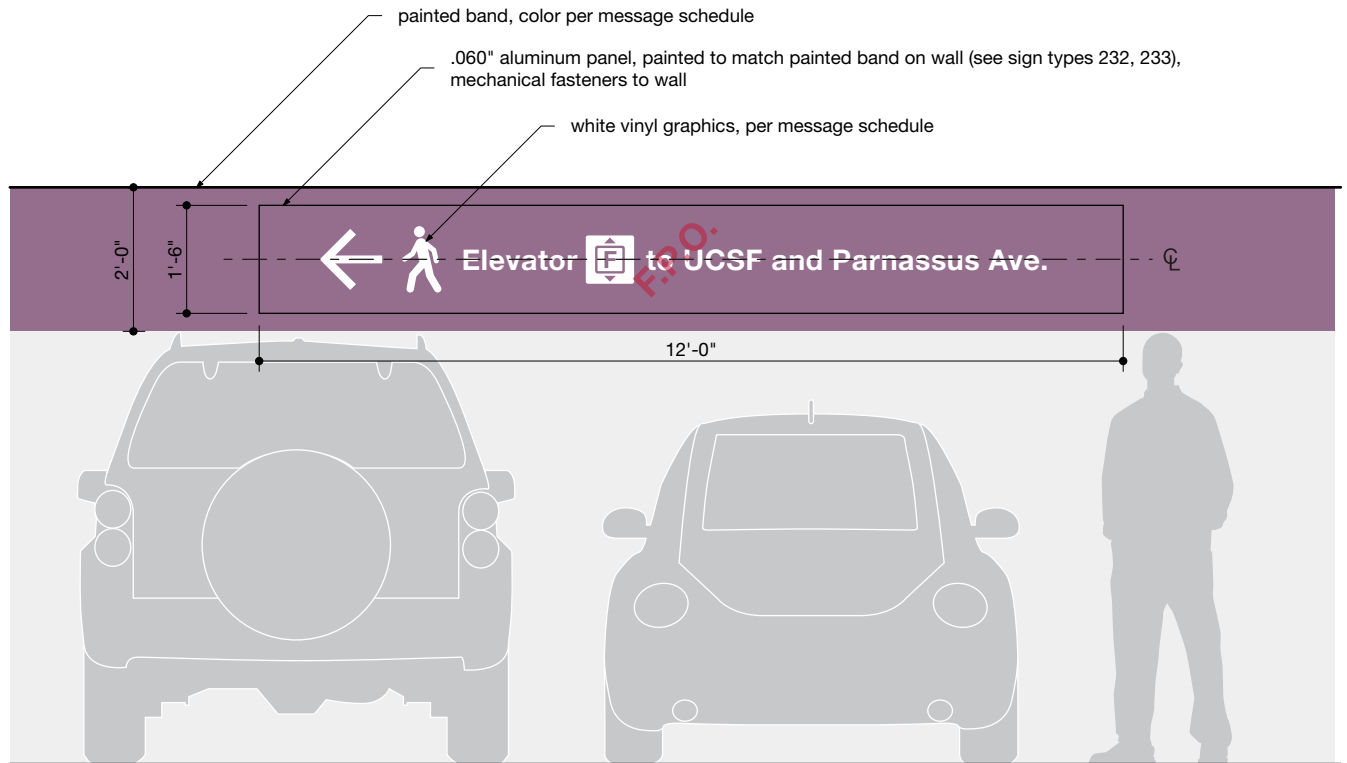 painted band, color per message schedule
.060" aluminum panel, painted to match painted band on wall (see sign types 232, 233),
mechanical fasteners to wall
white vinyl graphics, per message schedule
2'-0"
1'-6"
Elevator F to UCSF and Parnassus Ave.
F.P.O.
℄
12'-0"